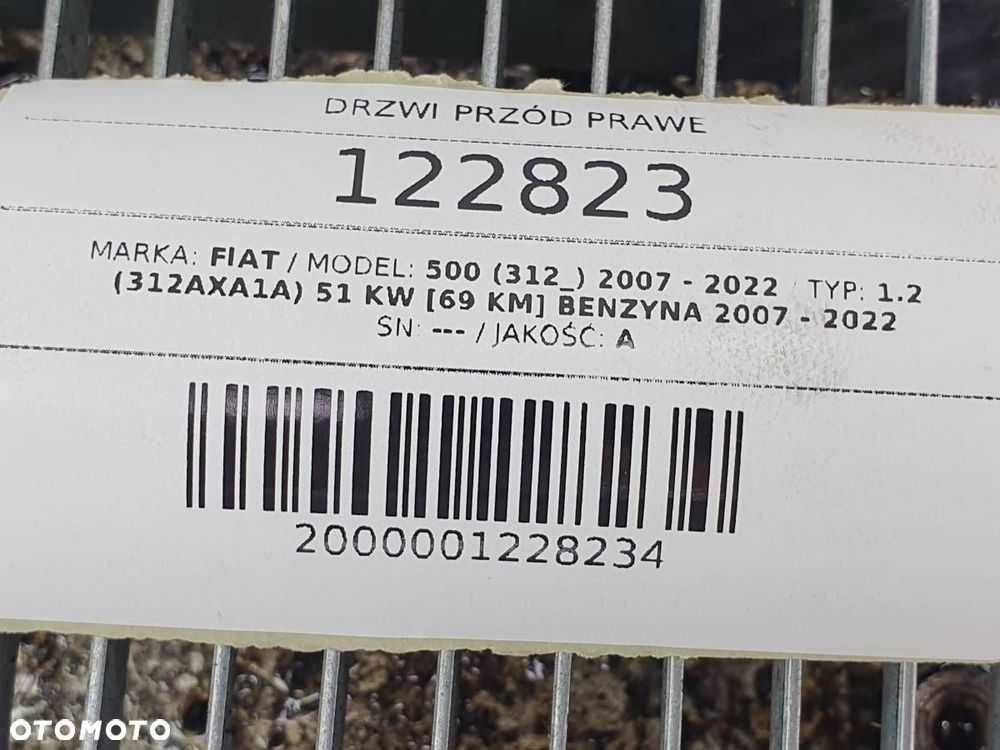 DRZWI PRZÓD PRAWE
122823
MARKA: FIAT / MODEL: 500 (312_) 2007 - 2022 / TYP: 1.2
(312AXA1A) 51 KW [69 KM] BENZYNA 2007 - 2022
SN: --- / JAKOŚĆ: A
2000001228234
OTOMOTO